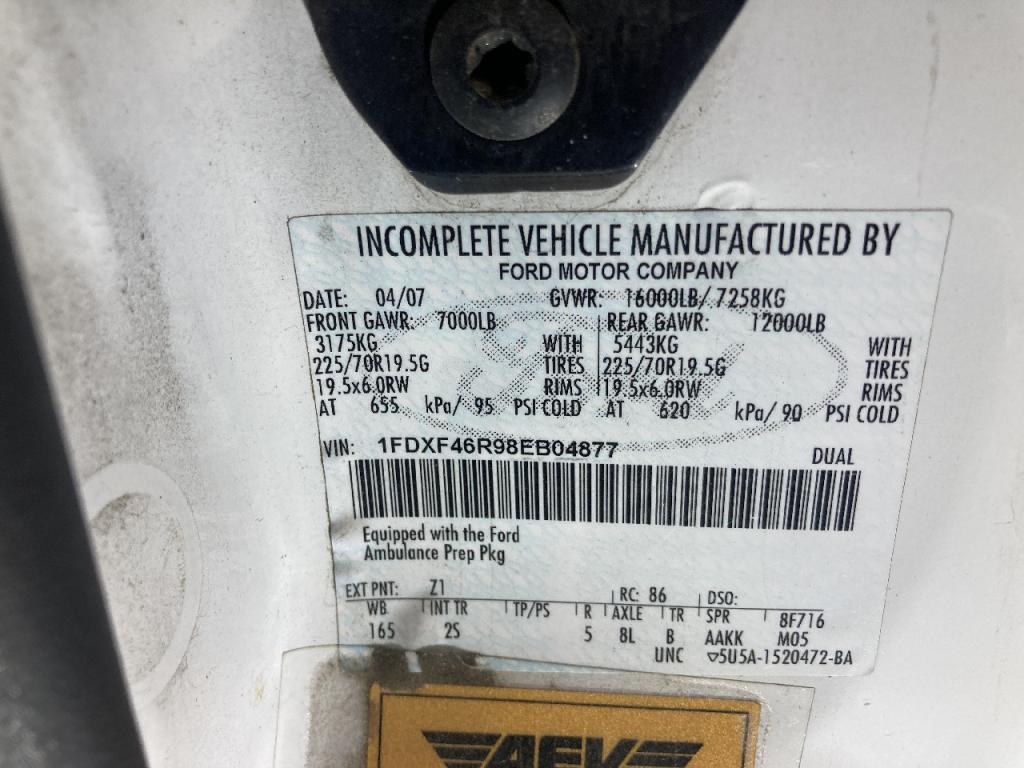 INCOMPLETE VEHICLE MANUFACTURED BY
FORD MOTOR COMPANY
DATE: 04/07 GVWR: 16000LB/ 7258KG
FRONT GAWR: 7000LB REAR GAWR: 12000LB
3175KG WITH 5443KG WITH
225/70R19.5G TIRES 225/70R19.5G TIRES
19.5x6.0RW RIMS 19.5x6.0RW RIMS
AT 655 kPa/ 95 PSI COLD AT 620 kPa/ 90 PSI COLD
VIN: 1FDXF46R98EB04877 DUAL
Equipped with the Ford
Ambulance Prep Pkg
EXT PNT: Z1 RC: 86 DSO:
WB INT TR TP/PS R AXLE TR SPR 8F716
165 2S 5 8L B AAKK M05
UNC ▽5U5A-1520472-BA
AEV